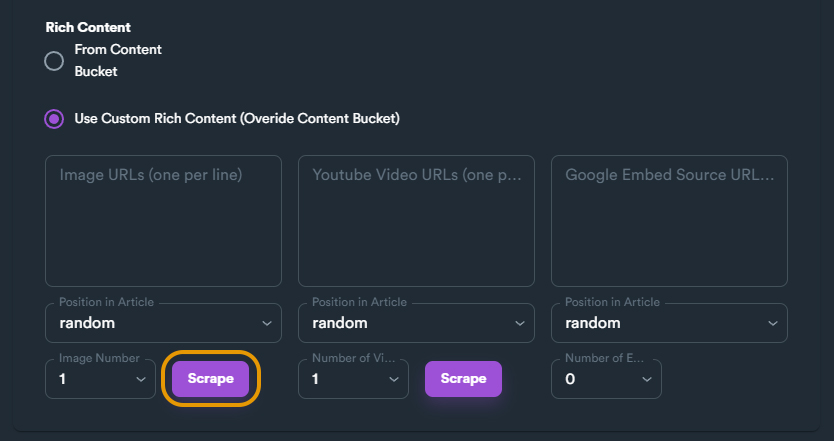 Rich Content
From Content
Bucket
Use Custom Rich Content (Overide Content Bucket)
Image URLs (one per line)
Youtube Video URLs (one p...
Google Embed Source URL...
Position in Article
random
Position in Article
random
Position in Article
random
Image Number
1
Scrape
Number of Vi...
1
Scrape
Number of E...
0